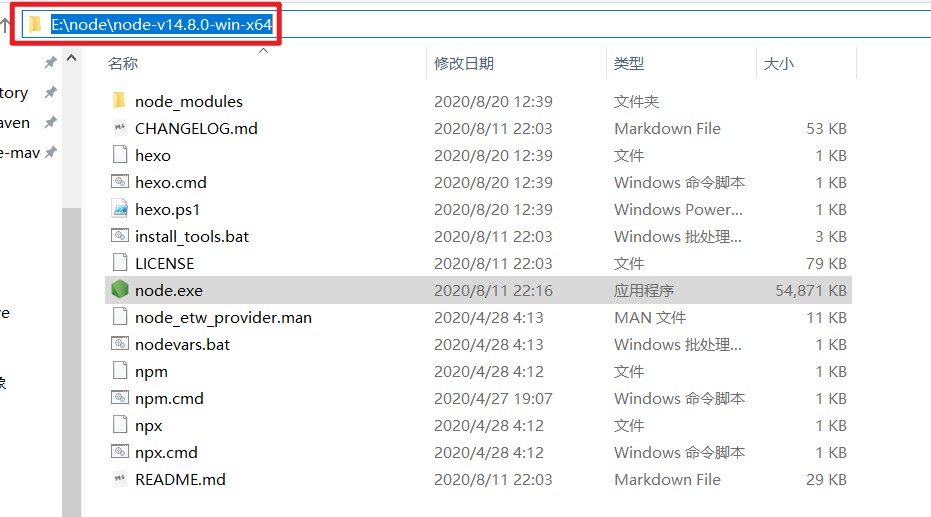 E:\node\node-v14.8.0-win-x64
名称 修改日期 类型 大小
tory
aven
e-mav
node_modules 2020/8/20 12:39 文件夹
CHANGELOG.md 2020/8/11 22:03 Markdown File 53 KB
hexo 2020/8/20 12:39 文件 1 KB
hexo.cmd 2020/8/20 12:39 Windows 命令脚本 1 KB
hexo.ps1 2020/8/20 12:39 Windows Power... 1 KB
install_tools.bat 2020/8/11 22:03 Windows 批处理... 3 KB
LICENSE 2020/8/11 22:03 文件 79 KB
node.exe 2020/8/11 22:16 应用程序 54,871 KB
node_etw_provider.man 2020/4/28 4:13 MAN 文件 11 KB
nodevars.bat 2020/4/28 4:13 Windows 批处理... 1 KB
npm 2020/4/28 4:12 文件 1 KB
npm.cmd 2020/4/27 19:07 Windows 命令脚本 1 KB
npx 2020/4/28 4:12 文件 1 KB
npx.cmd 2020/4/28 4:12 Windows 命令脚本 1 KB
README.md 2020/8/11 22:03 Markdown File 29 KB